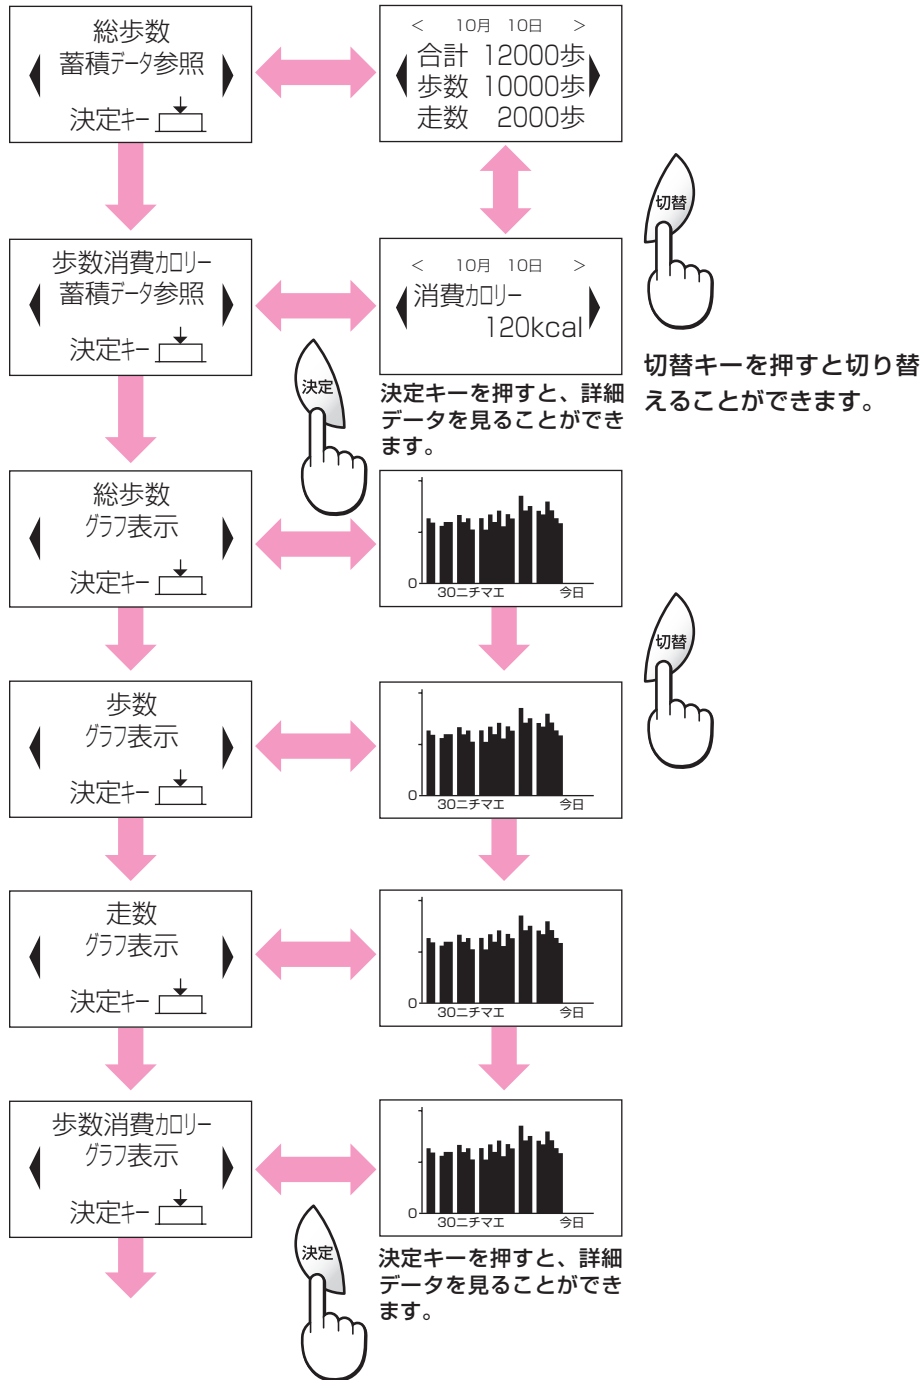 総歩数
蓄積データ参照
決定キー
< 10月 10日 >
合計 12000歩
歩数 10000歩
走数 2000歩
切替
歩数消費カロリー
蓄積データ参照
決定キー
< 10月 10日 >
消費カロリー
120kcal
決定
決定キーを押すと、詳細
データを見ることができ
ます。
切替キーを押すと切り替
えることができます。
総歩数
グラフ表示
決定キー
0
30ニチマエ 今日
切替
歩数
グラフ表示
決定キー
0
30ニチマエ 今日
走数
グラフ表示
決定キー
0
30ニチマエ 今日
歩数消費カロリー
グラフ表示
決定キー
0
30ニチマエ 今日
決定
決定キーを押すと、詳細
データを見ることができ
ます。